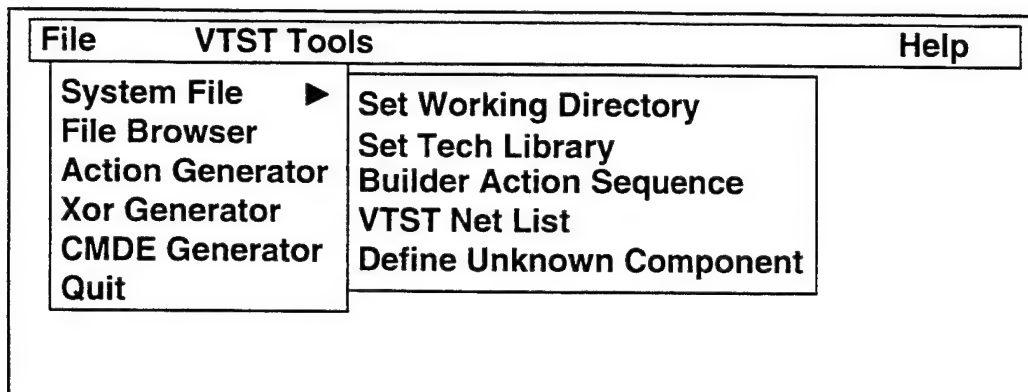 File VTST Tools Help
System File ▶
File Browser
Action Generator
Xor Generator
CMDE Generator
Quit
Set Working Directory
Set Tech Library
Builder Action Sequence
VTST Net List
Define Unknown Component